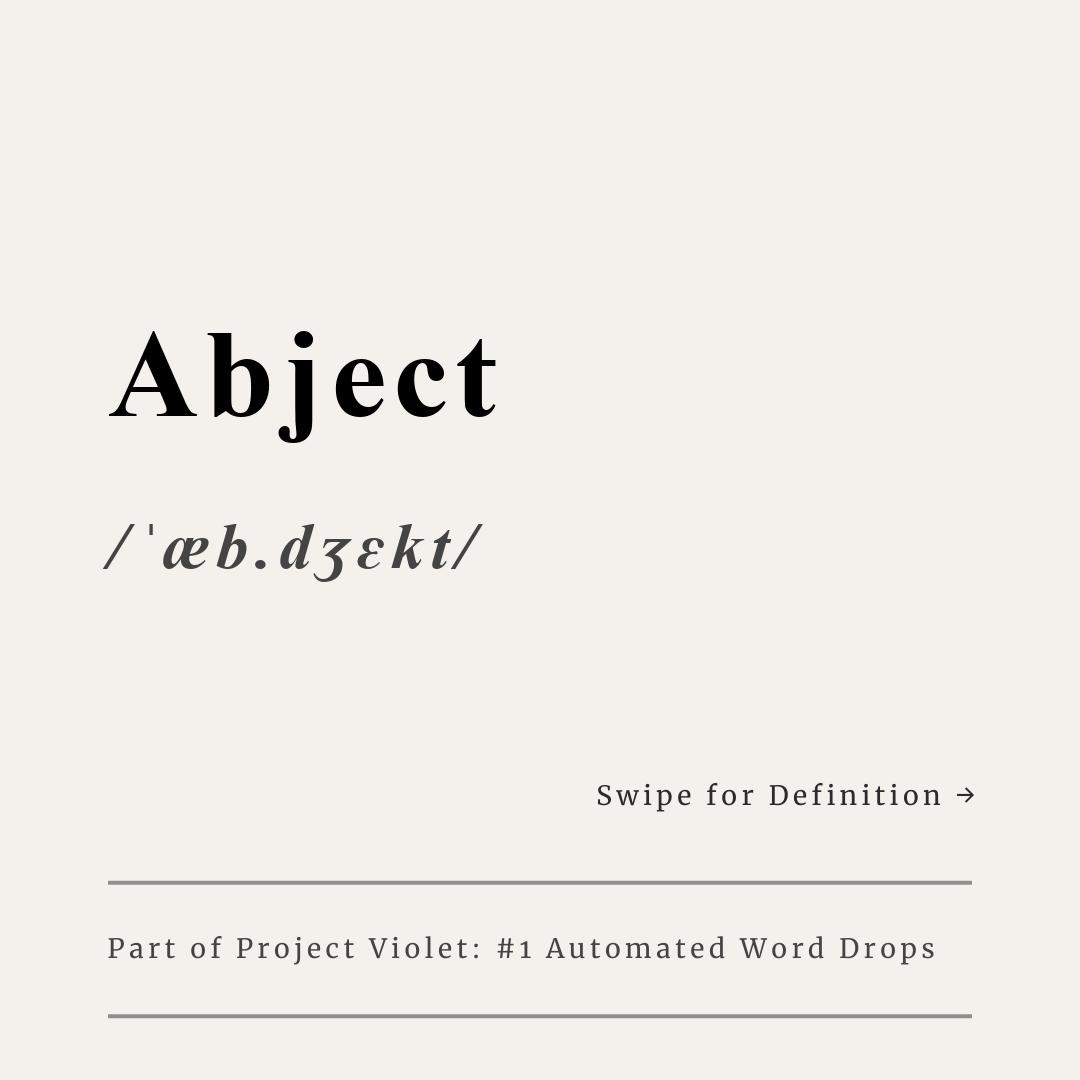 Abject
/ˈæb.dʒɛkt/
Swipe for Definition →
Part of Project Violet: #1 Automated Word Drops